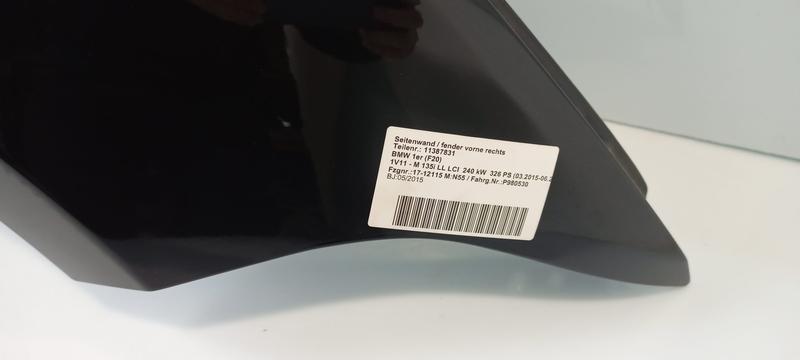 Seitenwand / fender vorne rechts
Teilenr.: 11387831
BMW 1er (F20)
1V11 - M 135i LL LCI 240 kW 326 PS (03.2015-06.2
Fzgnr.:17-12115 M:N55 / Fahrg.Nr.:P980530
BJ:05/2015